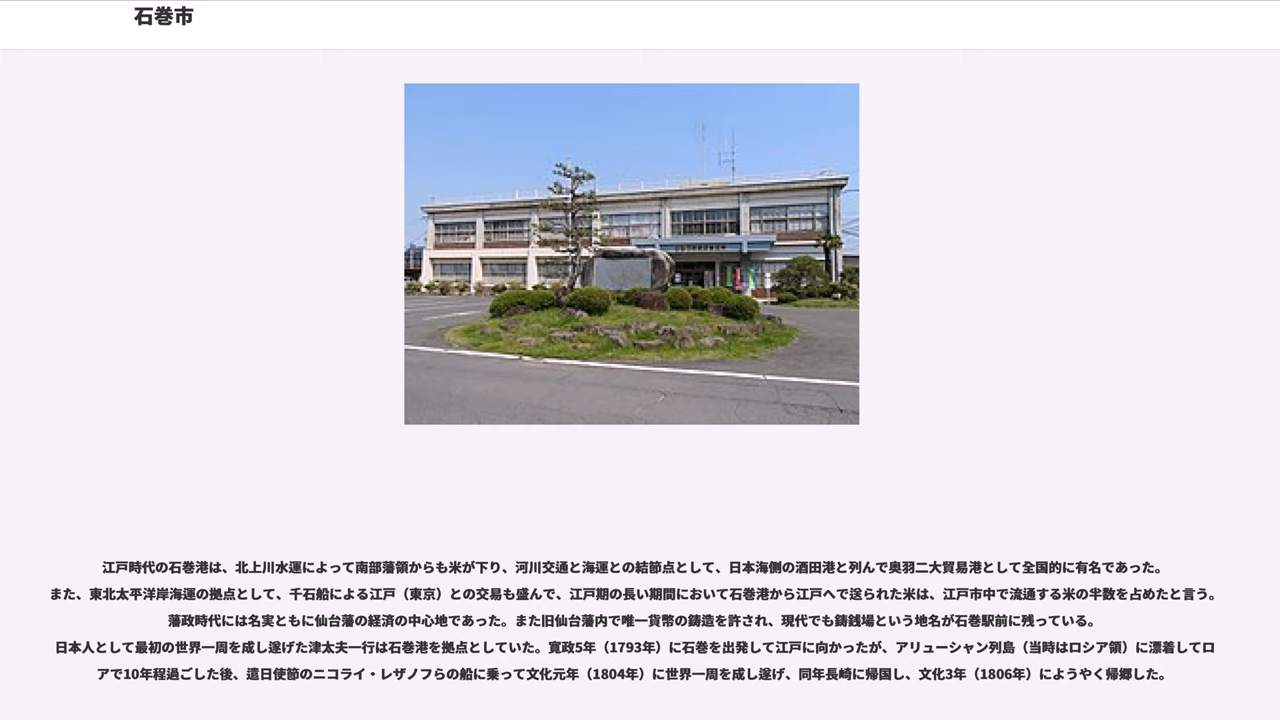 石巻市
江戸時代の石巻港は、北上川水運によって南部藩領からも米が下り、河川交通と海運との結節点として、日本海側の酒田港と列んで奥羽二大貿易港として全国的に有名であった。
また、東北太平洋岸海運の拠点として、千石船による江戸（東京）との交易も盛んで、江戸期の長い期間において石巻港から江戸へで送られた米は、江戸市中で流通する米の半数を占めたと言う。
藩政時代には名実ともに仙台藩の経済の中心地であった。また旧仙台藩内で唯一貨幣の鋳造を許され、現代でも鋳銭場という地名が石巻駅前に残っている。
日本人として最初の世界一周を成し遂げた津太夫一行は石巻港を拠点としていた。寛政5年（1793年）に石巻を出発して江戸に向かったが、アリューシャン列島（当時はロシア領）に漂着してロ
アで10年程過ごした後、遣日使節のニコライ・レザノフらの船に乗って文化元年（1804年）に世界一周を成し遂げ、同年長崎に帰国し、文化3年（1806年）にようやく帰郷した。